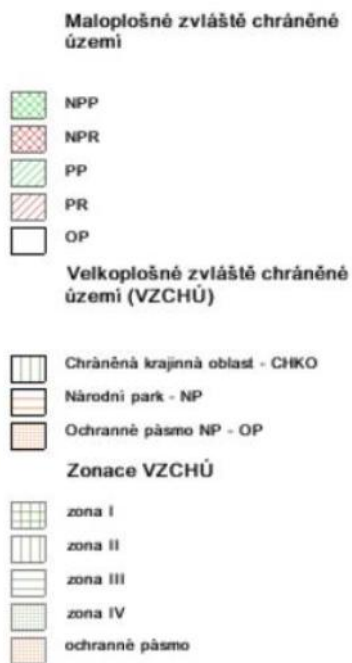 Maloplošné zvláště chráněné
území
NPP
NPR
PP
PR
OP
Velkoplošné zvláště chráněné
území (VZCHÚ)
Chráněná krajinná oblast - CHKO
Národní park - NP
Ochranné pásmo NP - OP
Zonace VZCHÚ
zona I
zona II
zona III
zona IV
ochranné pásmo